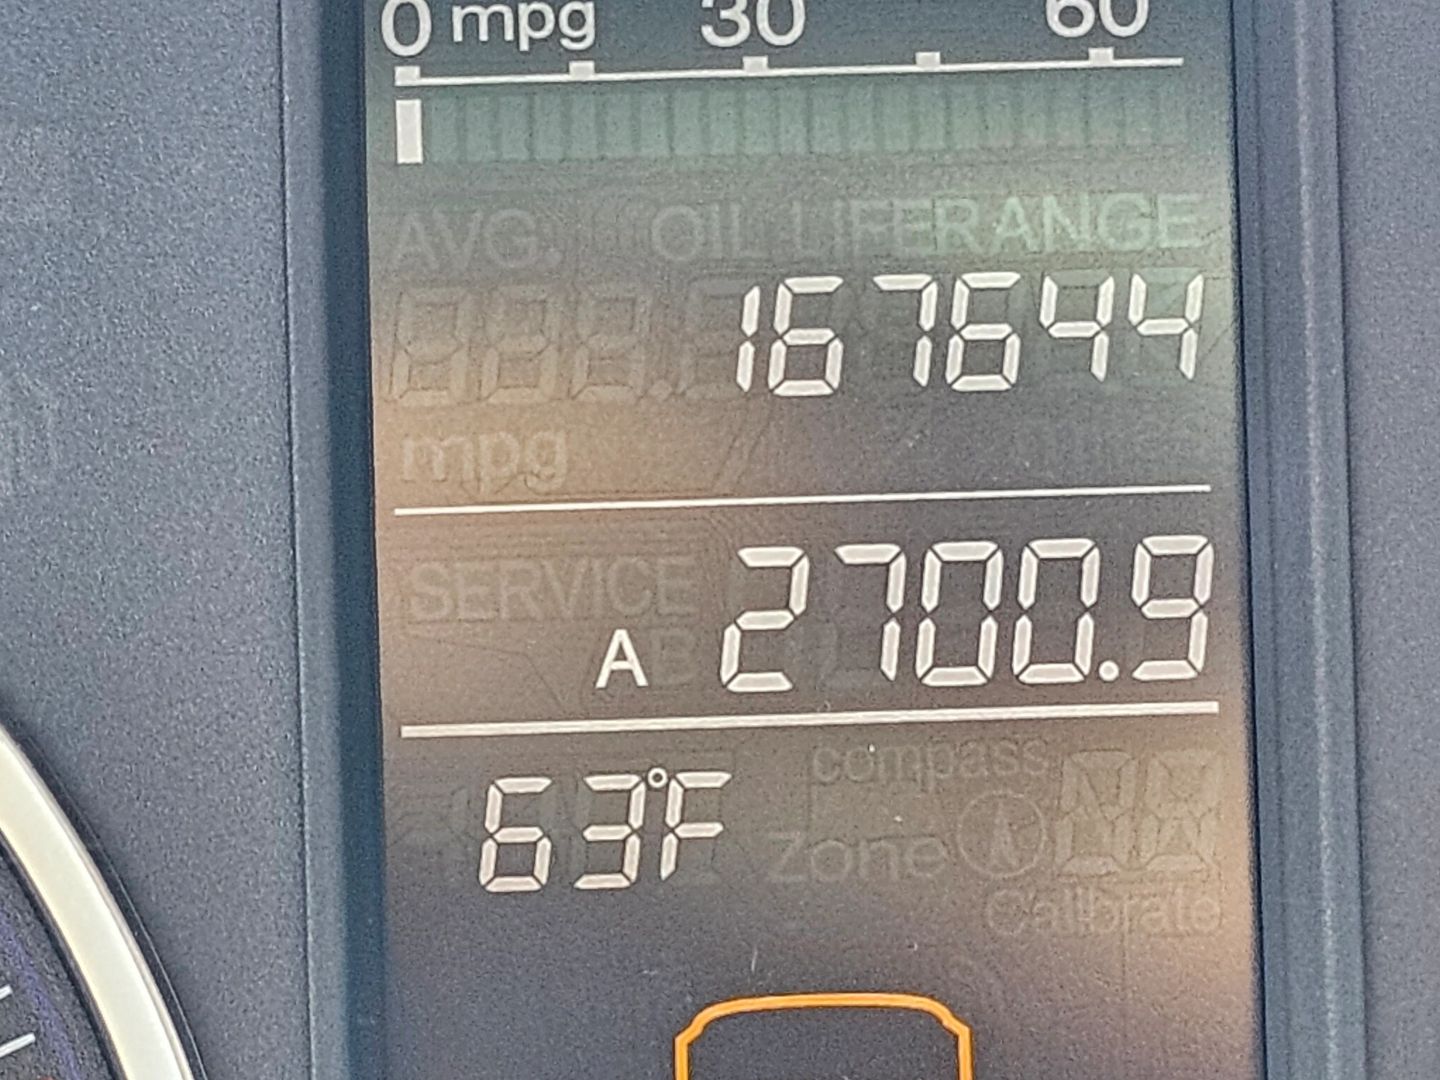 0 mpg 30 60
AVG. OIL LIFE RANGE
167644
mpg
SERVICE
A B 2700.9
63°F compass
Zone
Calibrate